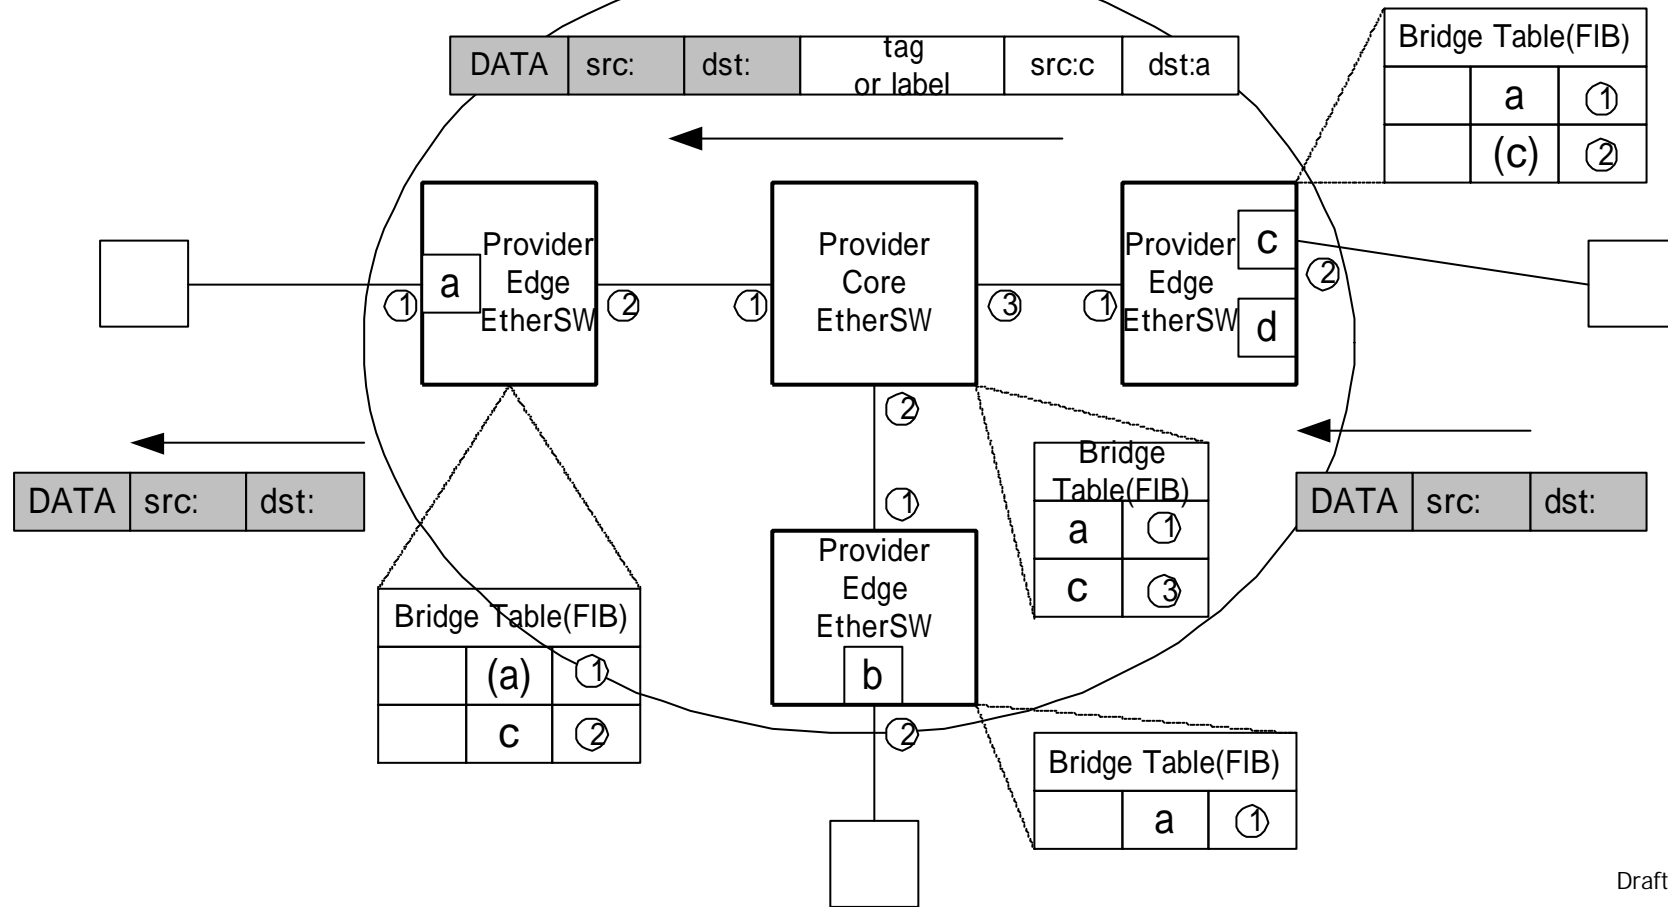 Bridge Table(FIB)
a 1
(c) 2
DATA src: dst: tag or label src:c dst:a
Provider
Edge
EtherSW
a
1
2
Provider
Core
EtherSW
1
3
2
Provider
Edge
EtherSW
c
d
1
2
DATA src: dst:
DATA src: dst:
Bridge
Table(FIB)
a 1
c 3
1
Provider
Edge
EtherSW
b
2
Bridge Table(FIB)
(a) 1
c 2
Bridge Table(FIB)
a 1
Draft